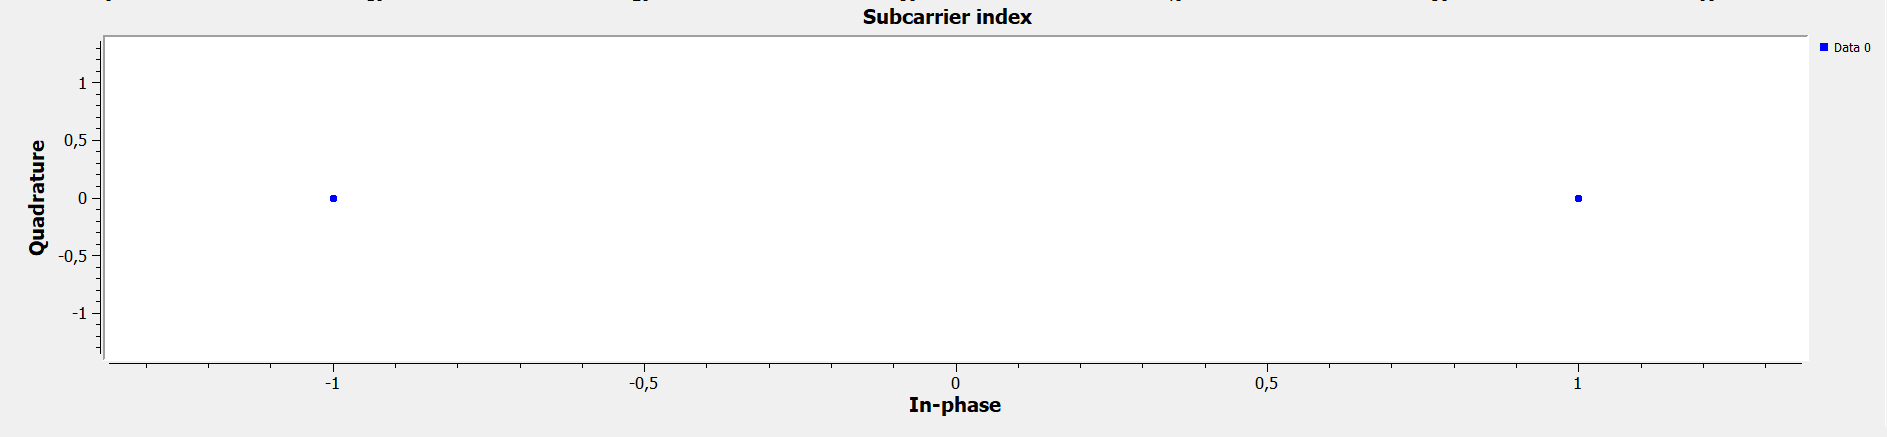 Subcarrier index
Data 0
1
0,5
0
-0,5
-1
Quadrature
-1
-0,5
0
0,5
1
In-phase